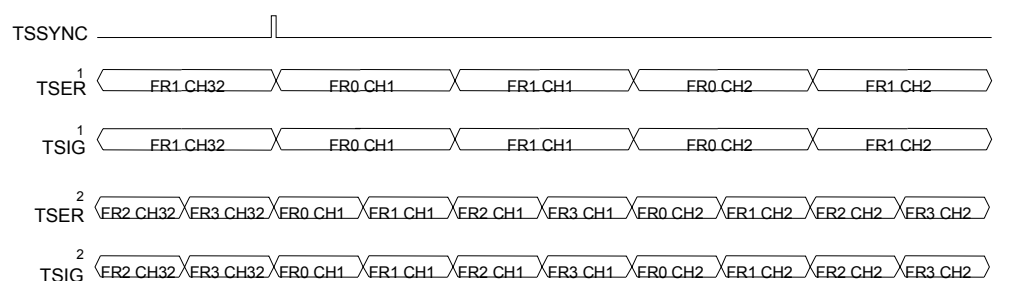 TSSYNC
TSER 1 FR1 CH32 FR0 CH1 FR1 CH1 FR0 CH2 FR1 CH2
TSIG 1 FR1 CH32 FR0 CH1 FR1 CH1 FR0 CH2 FR1 CH2
TSER 2 FR2 CH32 FR3 CH32 FR0 CH1 FR1 CH1 FR2 CH1 FR3 CH1 FR0 CH2 FR1 CH2 FR2 CH2 FR3 CH2
TSIG 2 FR2 CH32 FR3 CH32 FR0 CH1 FR1 CH1 FR2 CH1 FR3 CH1 FR0 CH2 FR1 CH2 FR2 CH2 FR3 CH2